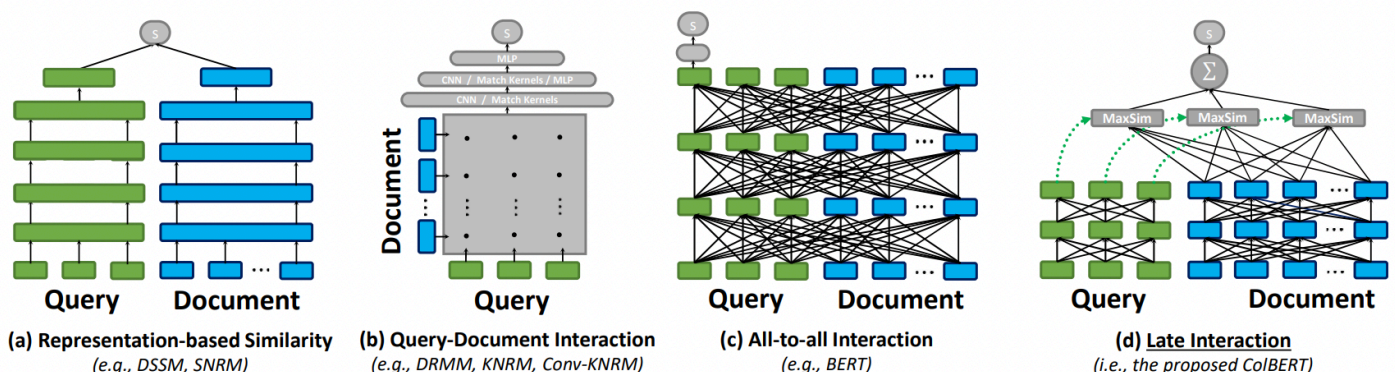 S
Query
Document
(a) Representation-based Similarity
(e.g., DSSM, SNRM)
S
MLP
CNN / Match Kernels / MLP
CNN / Match Kernels
Document
Query
(b) Query-Document Interaction
(e.g., DRMM, KNRM, Conv-KNRM)
S
Query
Document
(c) All-to-all Interaction
(e.g., BERT)
S
Σ
MaxSim MaxSim MaxSim
Query
Document
(d) Late Interaction
(i.e., the proposed ColBERT)